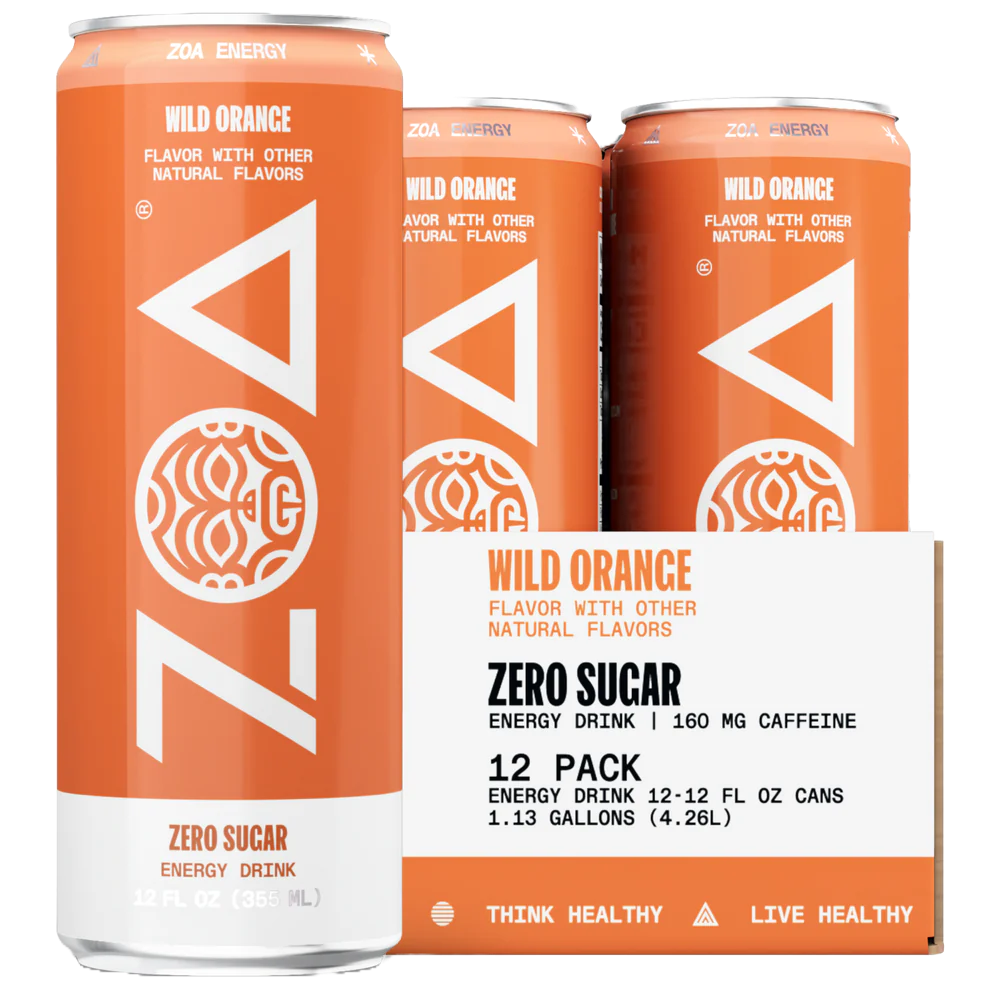 ZOA ENERGY
WILD ORANGE
FLAVOR WITH OTHER
NATURAL FLAVORS
®
ZOA
ZERO SUGAR
ENERGY DRINK
12 FL OZ (355 ML)
ZOA ENERGY
WILD ORANGE
AVOR WITH OTHER
ATURAL FLAVORS
ZOA ENERGY
WILD ORANGE
FLAVOR WITH OTHER
NATURAL FLAVORS
®
WILD ORANGE
FLAVOR WITH OTHER
NATURAL FLAVORS
ZERO SUGAR
ENERGY DRINK | 160 MG CAFFEINE
12 PACK
ENERGY DRINK 12-12 FL OZ CANS
1.13 GALLONS (4.26L)
THINK HEALTHY LIVE HEALTHY